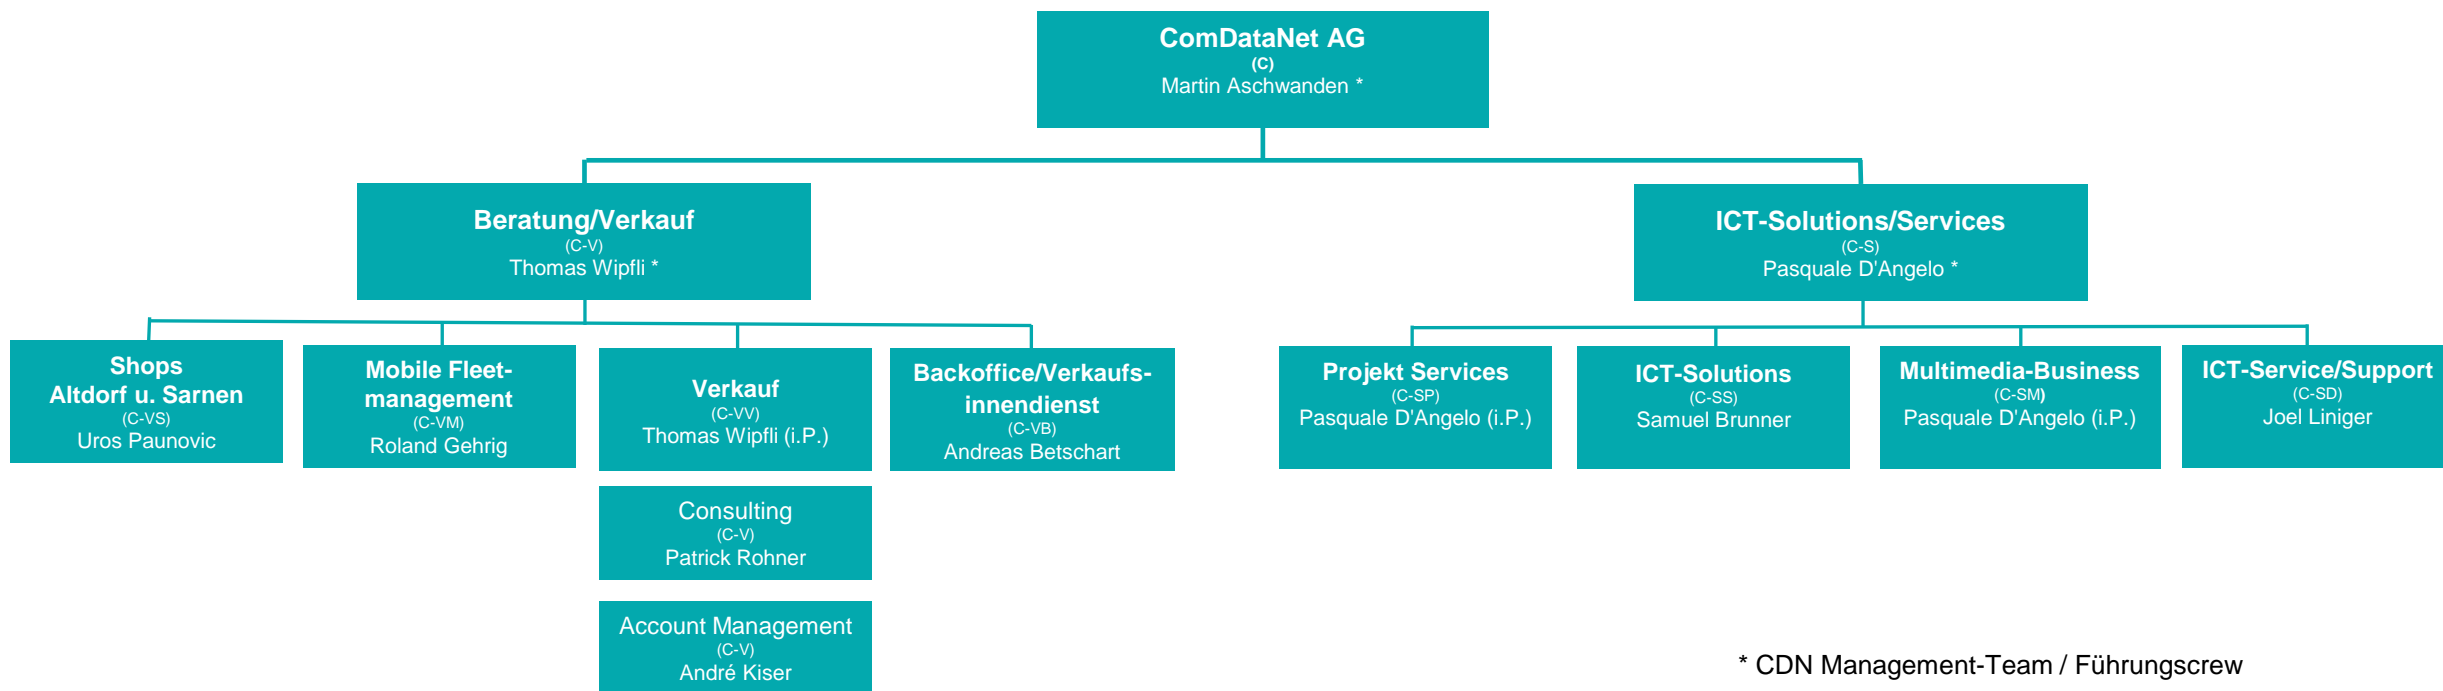 ComDataNet AG
(C)
Martin Aschwanden *
Beratung/Verkauf
(C-V)
Thomas Wipfli *
ICT-Solutions/Services
(C-S)
Pasquale D'Angelo *
Shops
Altdorf u. Sarnen
(C-VS)
Uros Paunovic
Mobile Fleet-
management
(C-VM)
Roland Gehrig
Verkauf
(C-VV)
Thomas Wipfli (i.P.)
Backoffice/Verkaufs-
innendienst
(C-VB)
Andreas Betschart
Projekt Services
(C-SP)
Pasquale D'Angelo (i.P.)
ICT-Solutions
(C-SS)
Samuel Brunner
Multimedia-Business
(C-SM)
Pasquale D'Angelo (i.P.)
ICT-Service/Support
(C-SD)
Joel Liniger
Consulting
(C-V)
Patrick Rohner
Account Management
(C-V)
André Kiser
* CDN Management-Team / Führungscrew